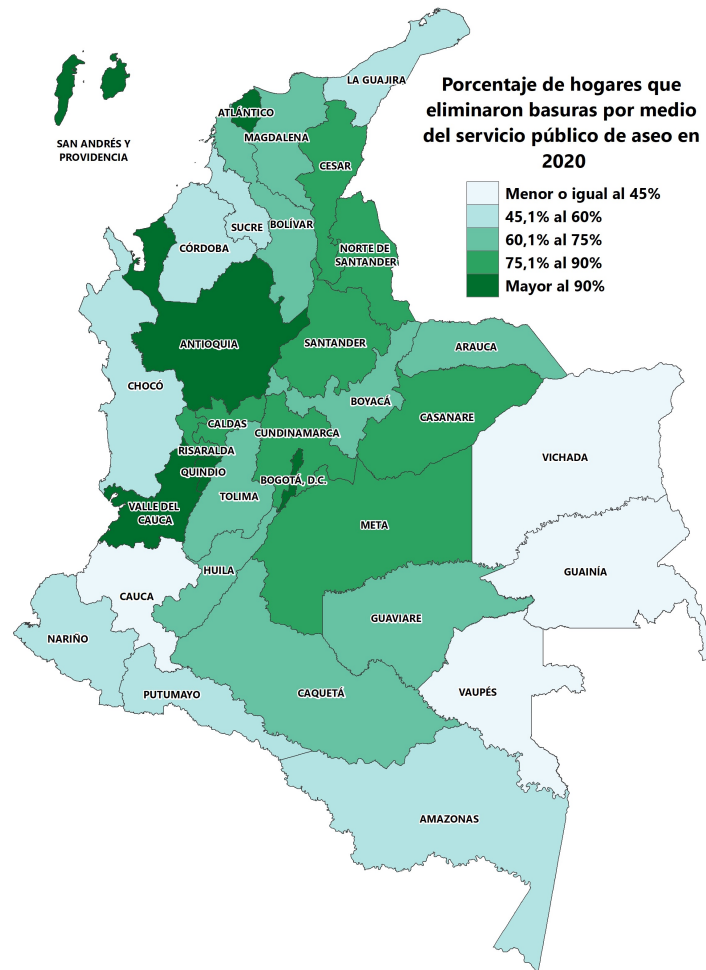 LA GUAJIRA
Porcentaje de hogares que
eliminaron basuras por medio
del servicio público de aseo en
2020
Menor o igual al 45%
45,1% al 60%
60,1% al 75%
75,1% al 90%
Mayor al 90%
SAN ANDRÉS Y
PROVIDENCIA
ATLÁNTICO
MAGDALENA
CESAR
SUCRE
BOLÍVAR
CÓRDOBA
NORTE DE
SANTANDER
ANTIOQUIA
SANTANDER
ARAUCA
CHOCÓ
BOYACÁ
CASANARE
CALDAS
CUNDINAMARCA
RISARALDA
VICHADA
QUINDIO
BOGOTÁ, D.C.
TOLIMA
VALLE DEL
CAUCA
META
HUILA
GUAINÍA
CAUCA
GUAVIARE
NARIÑO
PUTUMAYO
CAQUETÁ
VAUPÉS
AMAZONAS